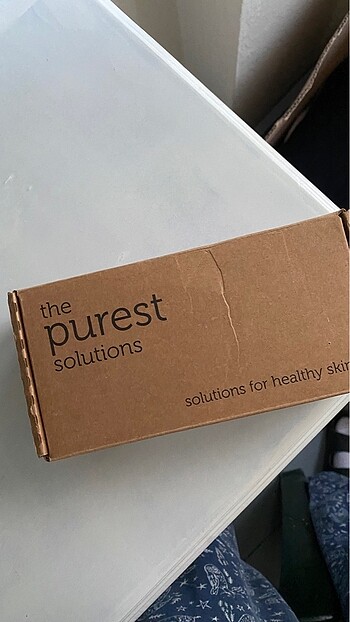 the
purest
solutions
solutions for healthy skin